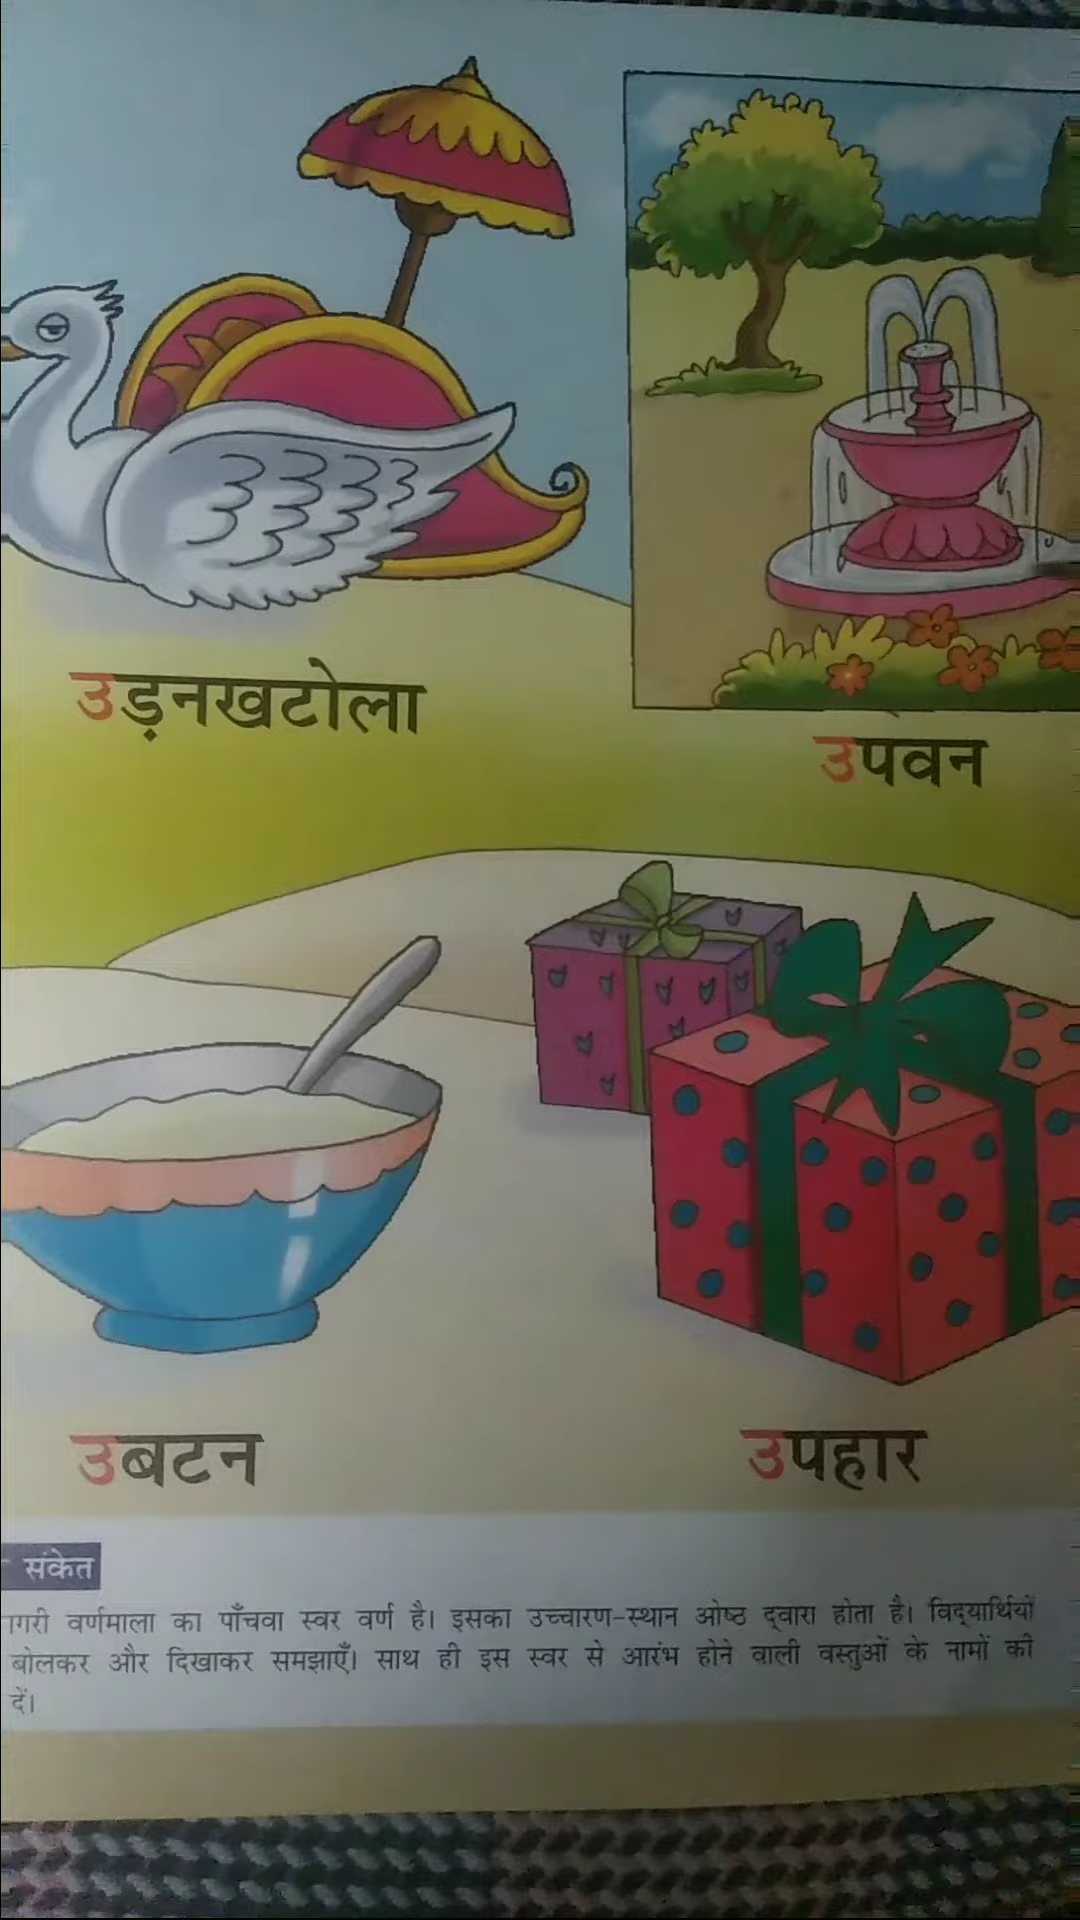 उड़नखटोला
उपवन
उबटन
उपहार
संकेत
गरी वर्णमाला का पाँचवा स्वर वर्ण है। इसका उच्चारण-स्थान ओष्ठ द्वारा होता है। विद्यार्थियों
बोलकर और दिखाकर समझाएँ। साथ ही इस स्वर से आरंभ होने वाली वस्तुओं के नामों की
दें।